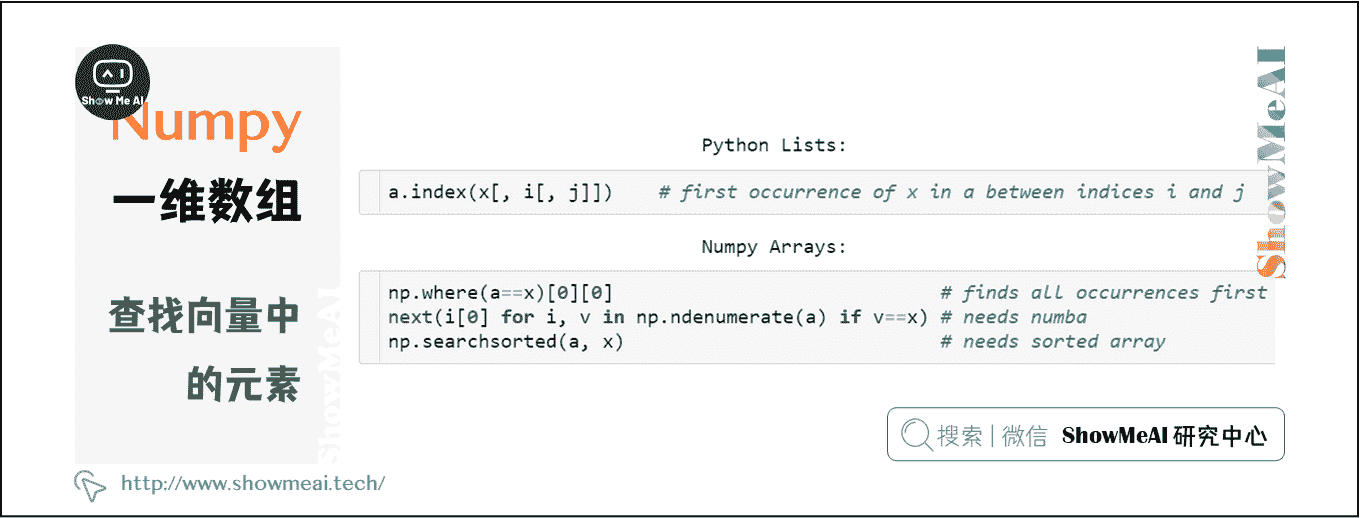 Show Me AI
Numpy
一维数组
查找向量中
的元素
ShowMeAI
Python Lists:
a.index(x[, i[, j]])    # first occurrence of x in a between indices i and j
Numpy Arrays:
np.where(a==x)[0][0]    # finds all occurrences first
next(i[0] for i, v in np.ndenumerate(a) if v==x) # needs numba
np.searchsorted(a, x)    # needs sorted array
ShowMeAI
搜索 | 微信 ShowMeAI 研究中心
http://www.showmeai.tech/